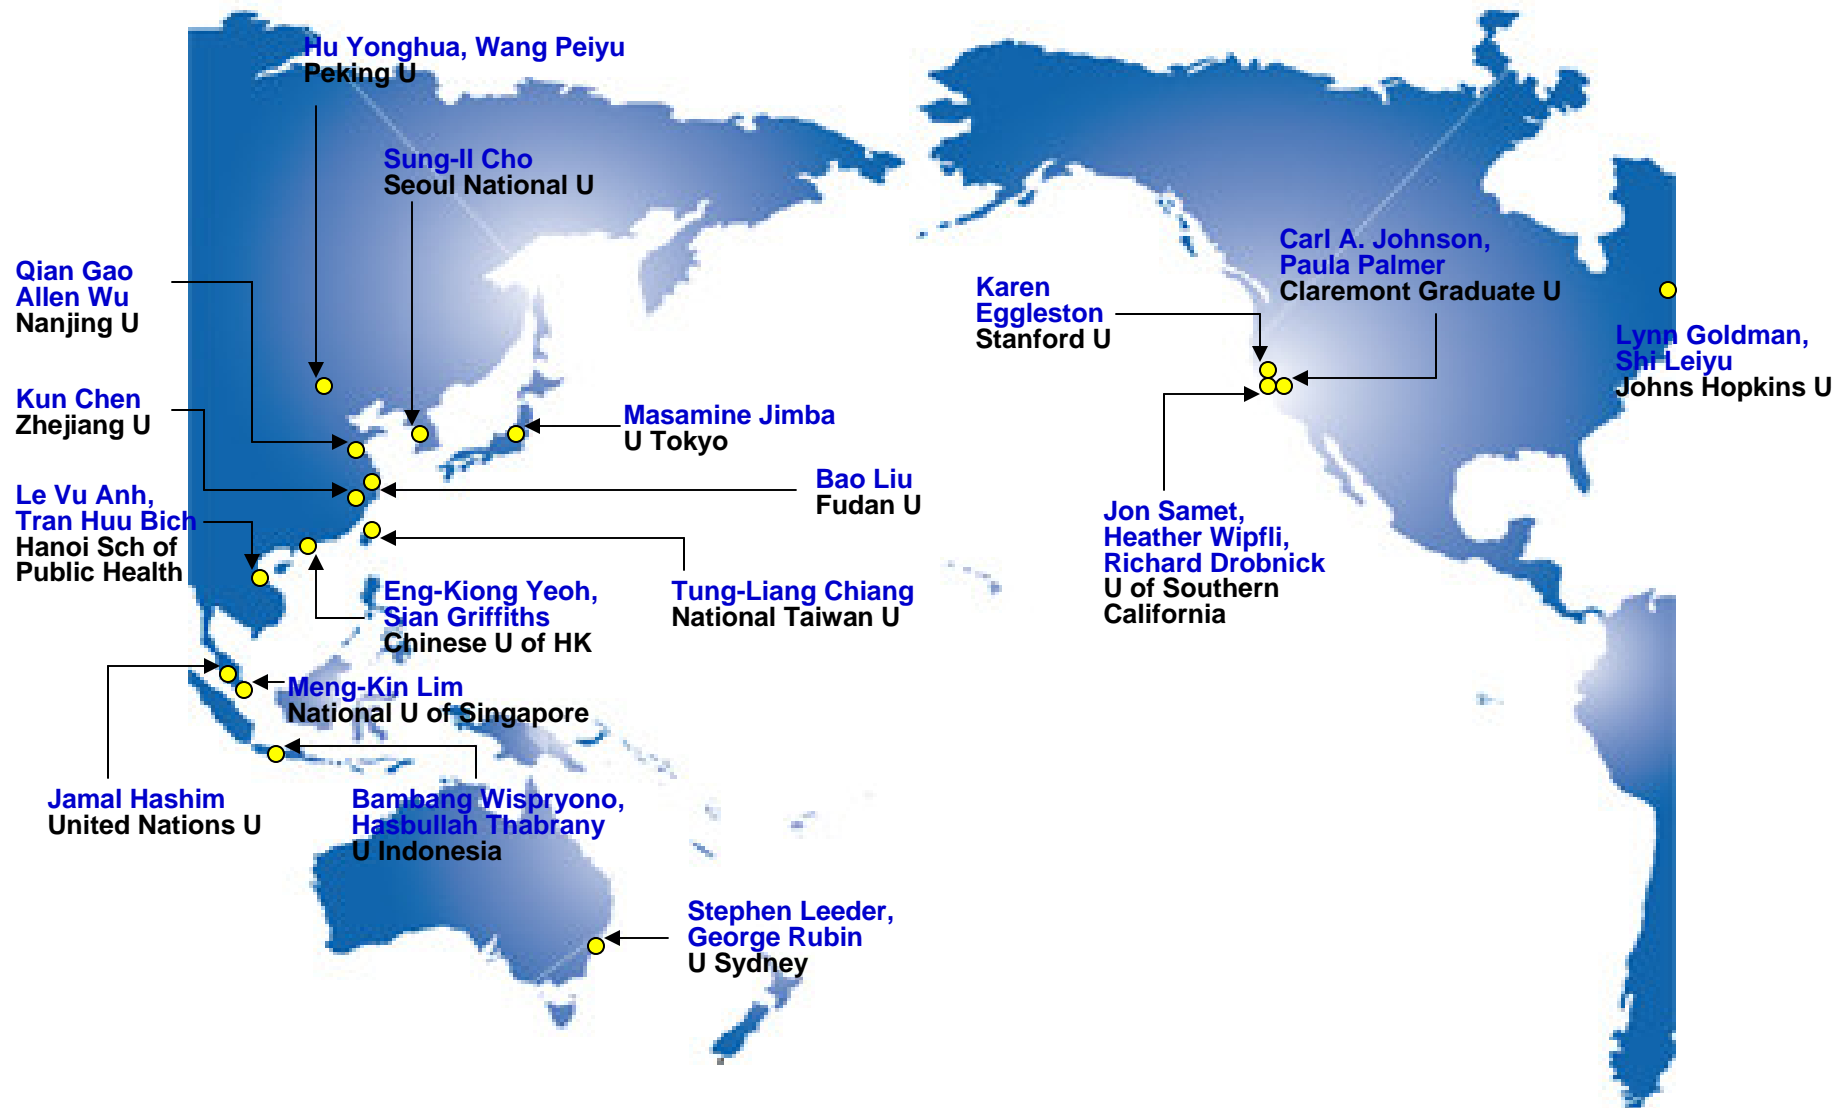 Hu Yonghua, Wang Peiyu
Peking U
Sung-Il Cho
Seoul National U
Qian Gao
Allen Wu
Nanjing U
Kun Chen
Zhejiang U
Le Vu Anh,
Tran Huu Bich
Hanoi Sch of
Public Health
Masamine Jimba
U Tokyo
Bao Liu
Fudan U
Eng-Kiong Yeoh,
Sian Griffiths
Chinese U of HK
Tung-Liang Chiang
National Taiwan U
Meng-Kin Lim
National U of Singapore
Jamal Hashim
United Nations U
Bambang Wispryono,
Hasbullah Thabrany
U Indonesia
Stephen Leeder,
George Rubin
U Sydney
Karen
Eggleston
Stanford U
Carl A. Johnson,
Paula Palmer
Claremont Graduate U
Lynn Goldman,
Shi Leiyu
Johns Hopkins U
Jon Samet,
Heather Wipfli,
Richard Drobnick
U of Southern
California